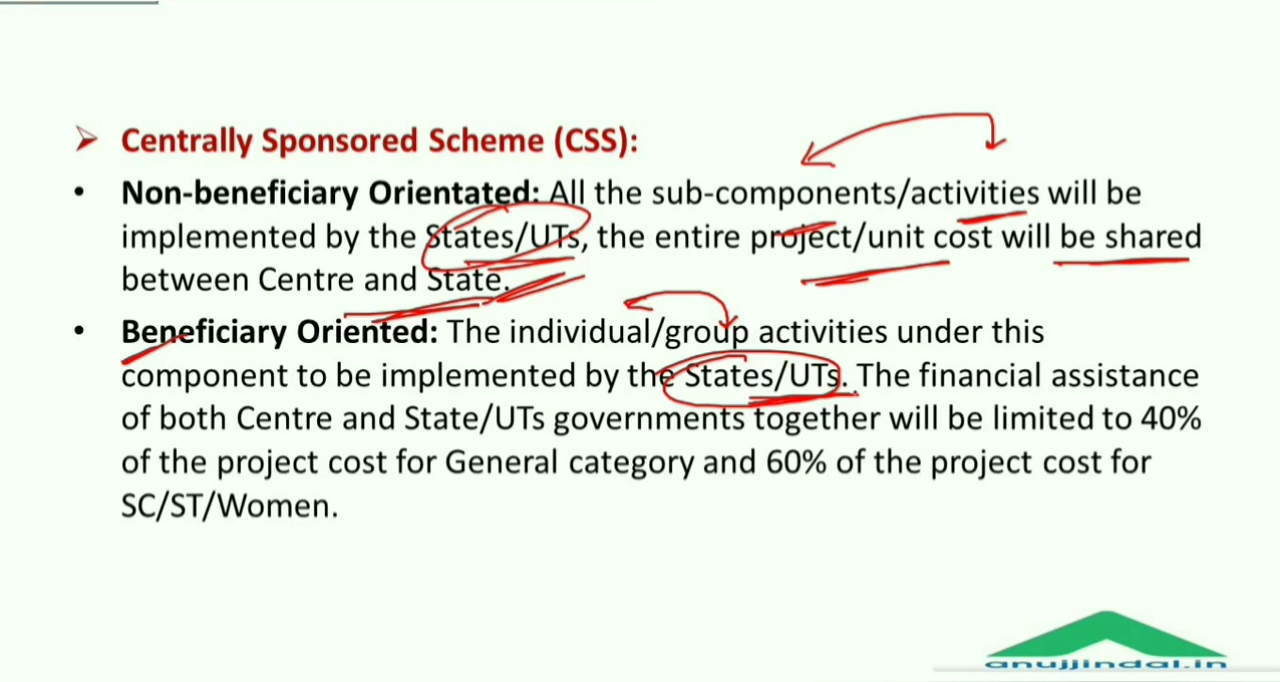 Centrally Sponsored Scheme (CSS):
Non-beneficiary Orientated: All the sub-components/activities will be
implemented by the States/UTs, the entire project/unit cost will be shared
between Centre and State.
Beneficiary Oriented: The individual/group activities under this
component to be implemented by the States/UTs. The financial assistance
of both Centre and State/UTs governments together will be limited to 40%
of the project cost for General category and 60% of the project cost for
SC/ST/Women.
anujjindal.in